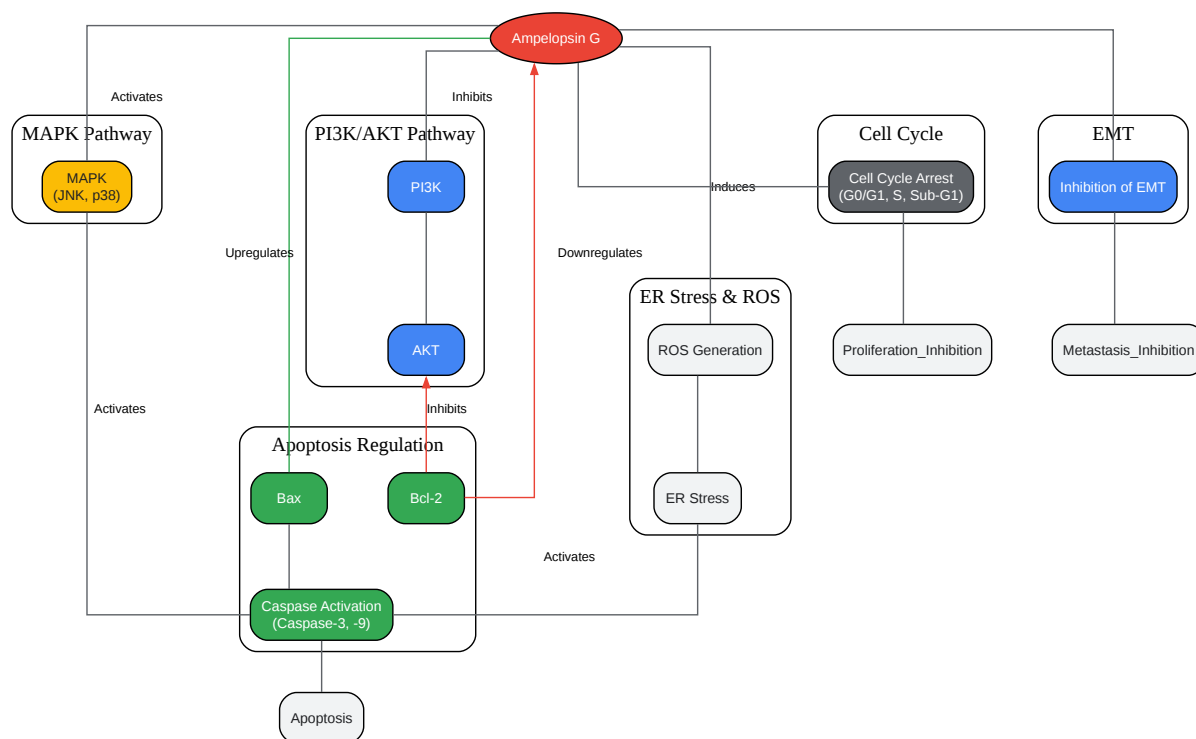 Ampelopsin G
Activates
Inhibits
MAPK Pathway
PI3K/AKT Pathway
Cell Cycle
EMT
MAPK
(JNK, p38)
PI3K
Induces
Cell Cycle Arrest
(G0/G1, S, Sub-G1)
Inhibition of EMT
Upregulates
Downregulates
ER Stress & ROS
AKT
ROS Generation
Proliferation_Inhibition
Metastasis_Inhibition
Activates
Inhibits
Apoptosis Regulation
Bax
Bcl-2
ER Stress
Activates
Caspase Activation
(Caspase-3, -9)
Apoptosis